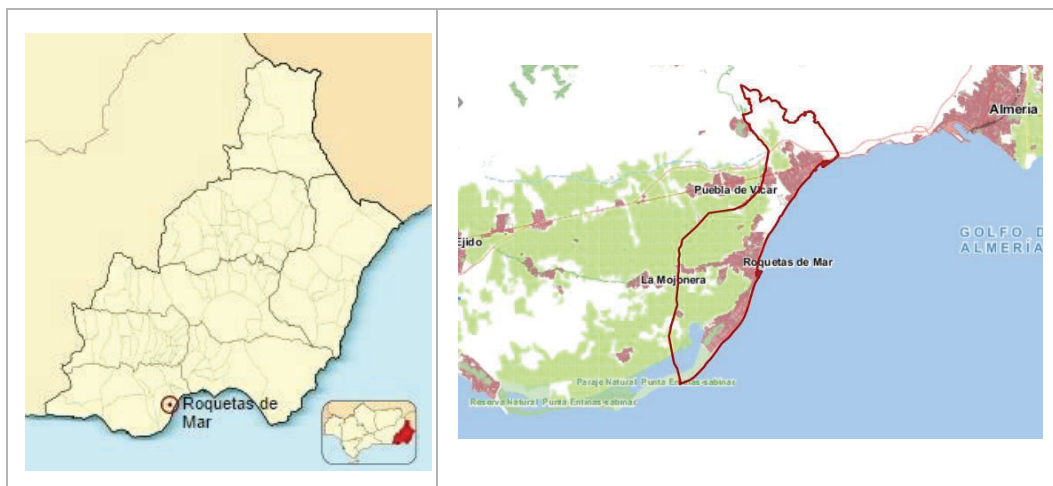 Roquetas de
Mar
Almería
Puebla de Vícar
GOLFO D
ALMERÍA
Ejido
Roquetas de Mar
La Mojonera
Paraje Natural Punta Entinas-sabinar
Reserva Natural Punta Entinas-sabinar